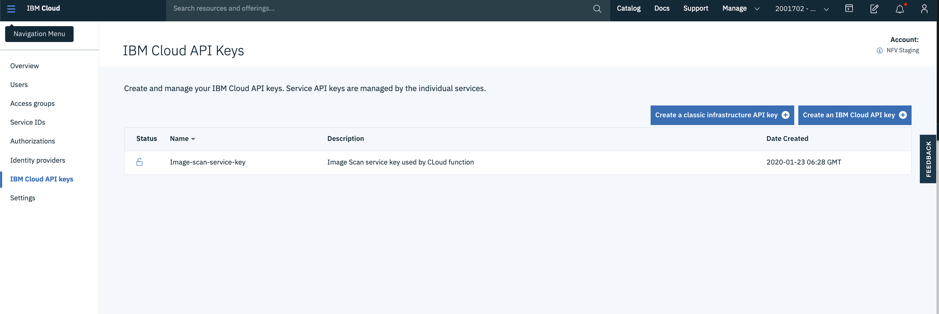 IBM Cloud
Search resources and offerings...
Catalog Docs Support Manage 2001702 - ...
Navigation Menu
IBM Cloud API Keys
Account:
NFV Staging
Overview
Users
Access groups
Service IDs
Authorizations
Identity providers
IBM Cloud API keys
Settings
Create and manage your IBM Cloud API keys. Service API keys are managed by the individual services.
Create a classic infrastructure API key
Create an IBM Cloud API key
Status Name Description Date Created
Image-scan-service-key Image Scan service key used by CLoud function 2020-01-23 06:28 GMT
FEEDBACK